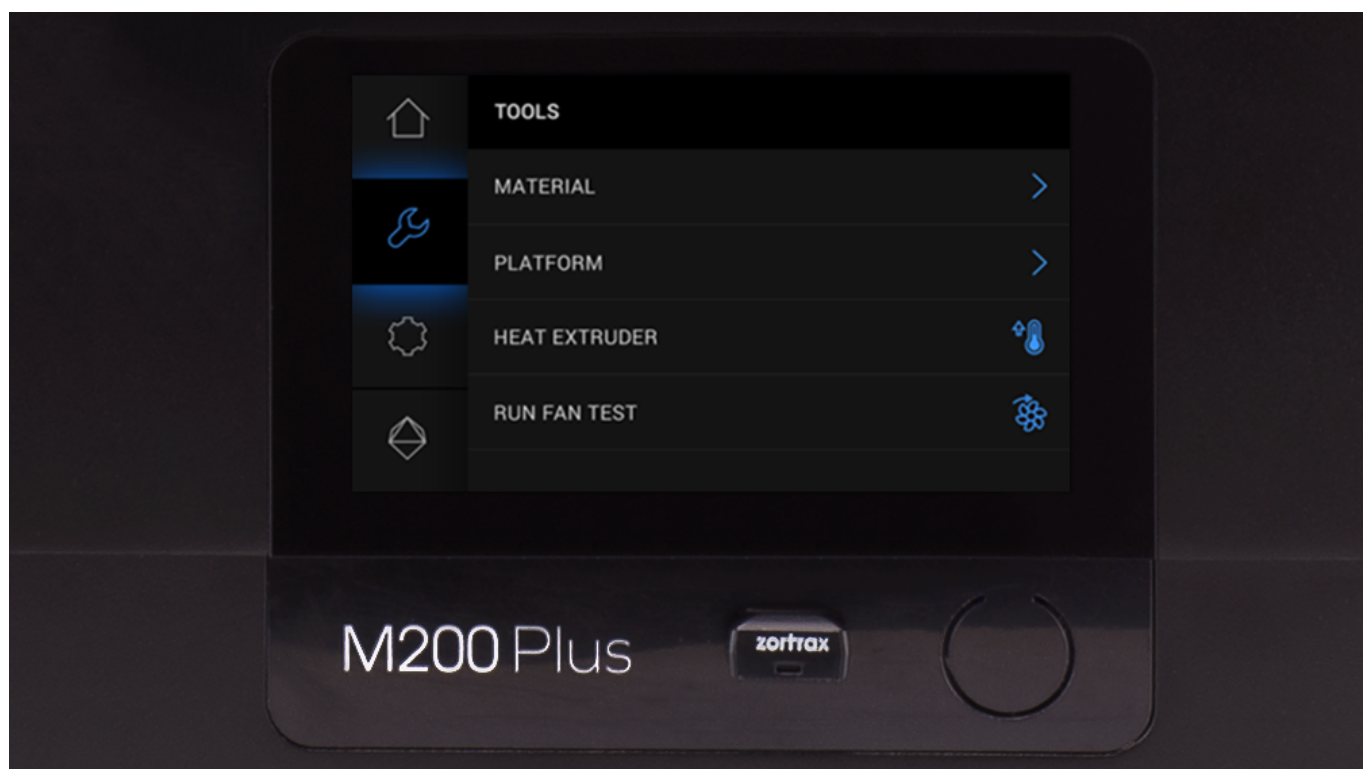 TOOLS
MATERIAL
PLATFORM
HEAT EXTRUDER
RUN FAN TEST
M200 Plus
zortrax